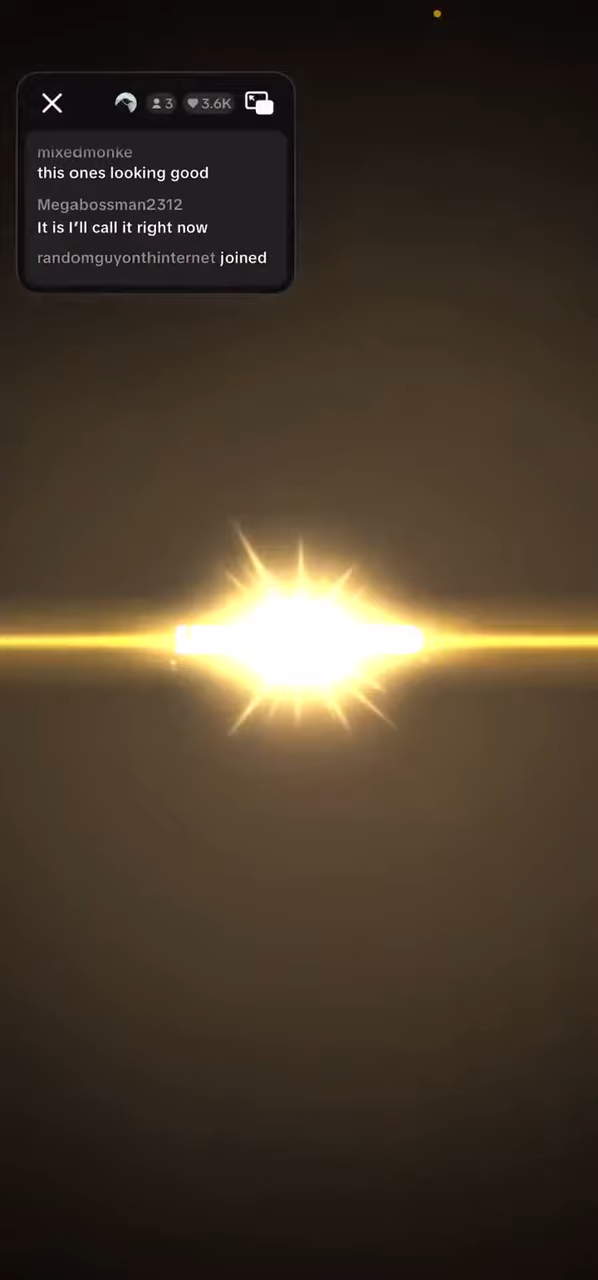 3 3.6K
mixedmonke
this ones looking good
Megabossman2312
It is I'll call it right now
randomguyonthinternet joined